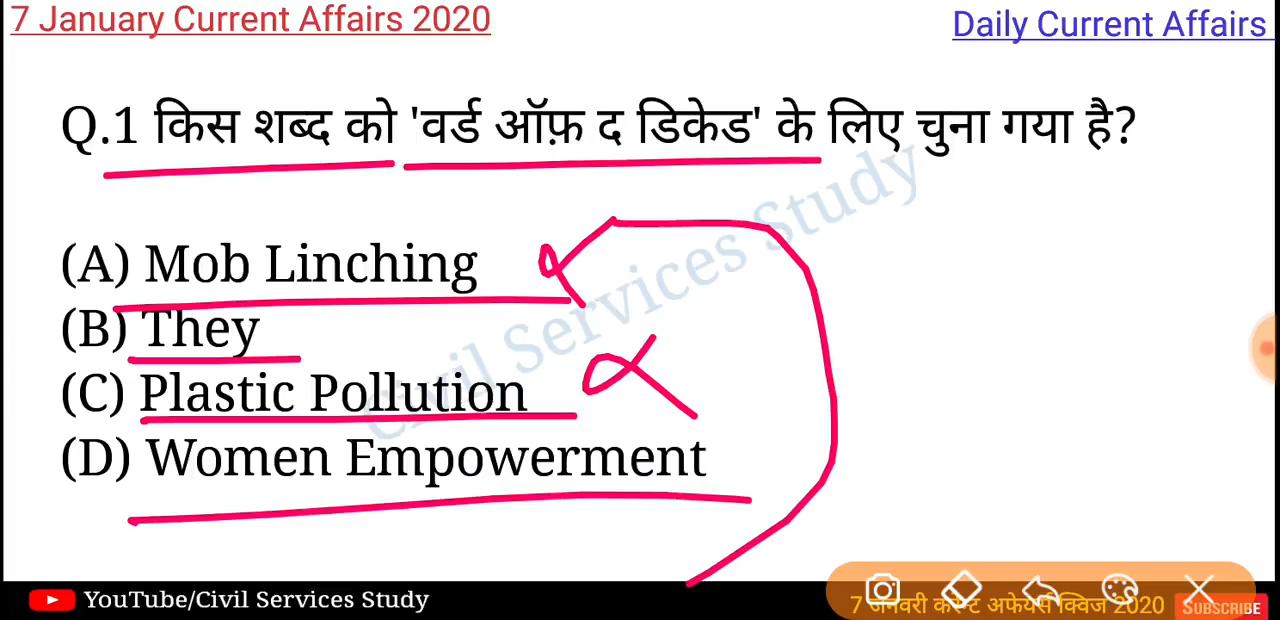 7 January Current Affairs 2020
Daily Current Affairs
Q.1 किस शब्द को 'वर्ड ऑफ़ द डिकेड' के लिए चुना गया है?
Civil Services Study
(A) Mob Linching
(B) They
(C) Plastic Pollution
(D) Women Empowerment
YouTube/Civil Services Study
7 जनवरी करेन्ट अफेयर्स क्विज 2020
SUBSCRIBE